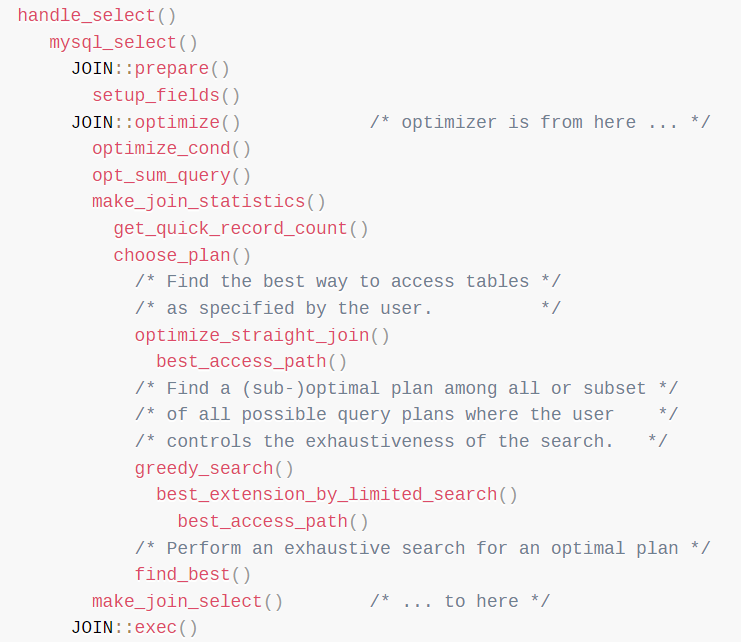 handle_select()
   mysql_select()
     JOIN::prepare()
       setup_fields()
     JOIN::optimize()            /* optimizer is from here ... */
       optimize_cond()
       opt_sum_query()
       make_join_statistics()
         get_quick_record_count()
         choose_plan()
           /* Find the best way to access tables */
           /* as specified by the user.          */
           optimize_straight_join()
             best_access_path()
           /* Find a (sub-)optimal plan among all or subset */
           /* of all possible query plans where the user    */
           /* controls the exhaustiveness of the search.   */
           greedy_search()
             best_extension_by_limited_search()
               best_access_path()
           /* Perform an exhaustive search for an optimal plan */
           find_best()
       make_join_select()        /* ... to here */
     JOIN::exec()